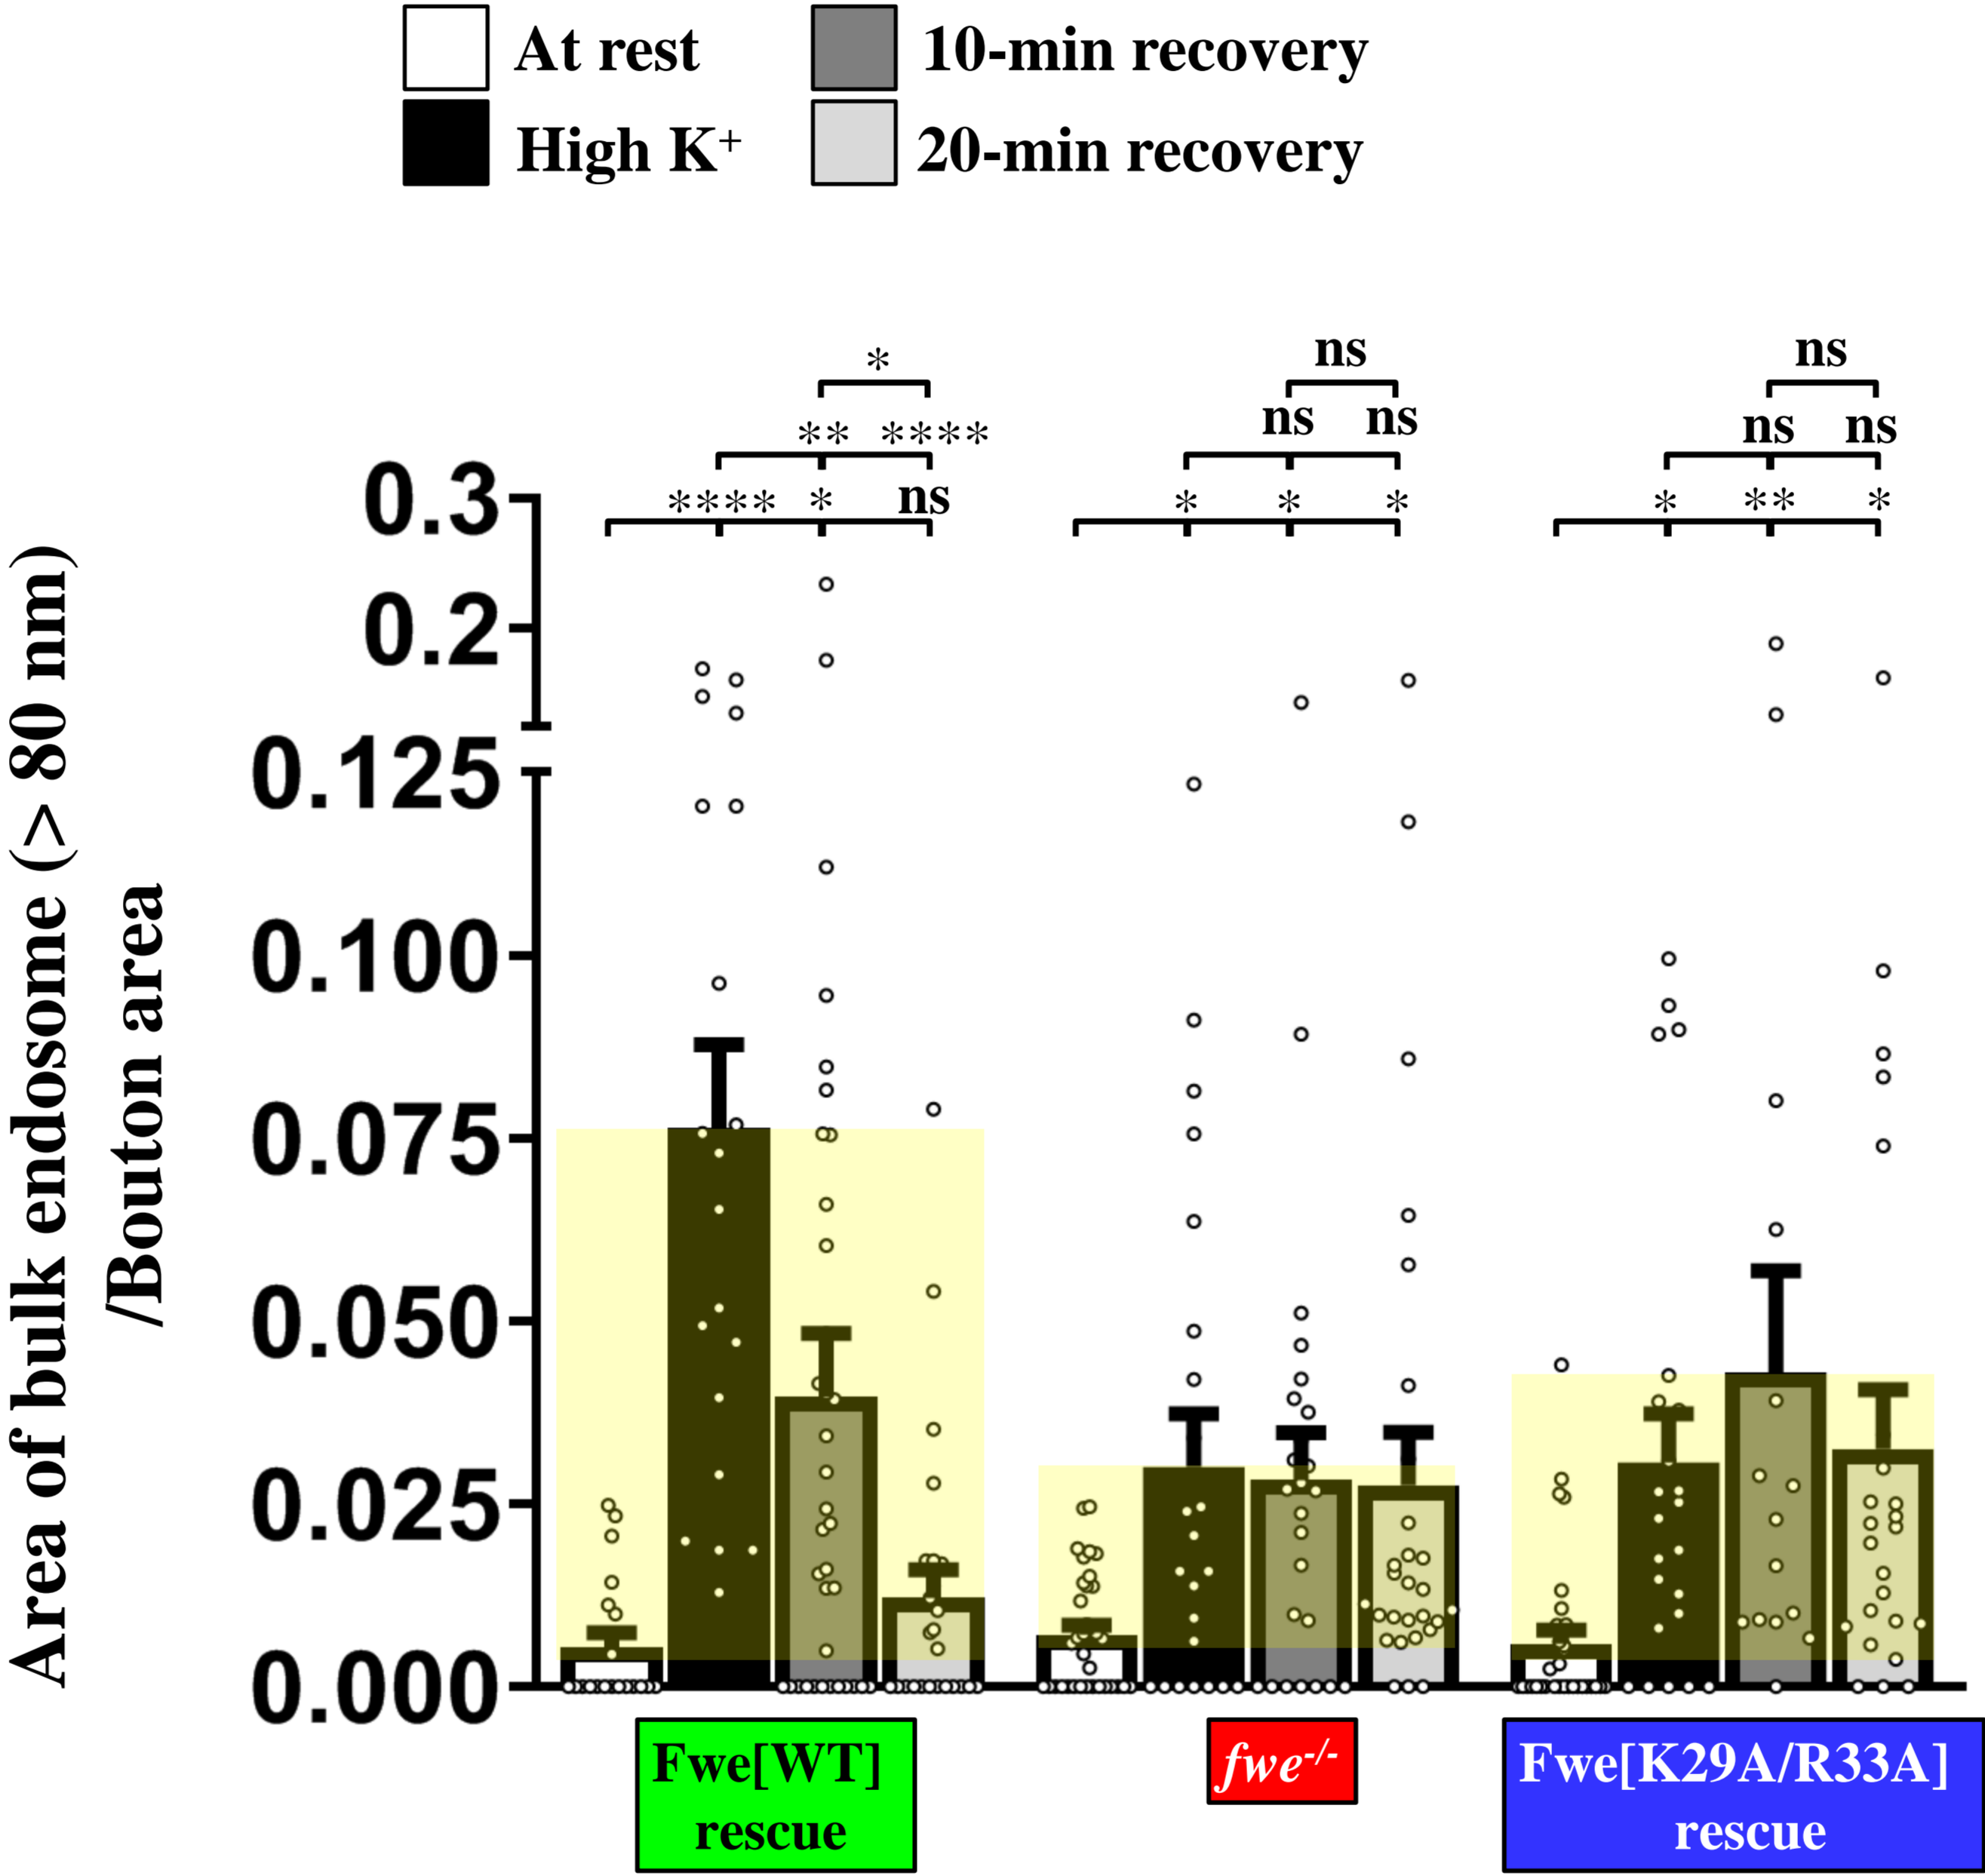 At rest
10-min recovery
High K⁺
20-min recovery
Area of bulk endosome (> 80 nm)
/Bouton area
0.3
0.2
0.125
0.100
0.075
0.050
0.025
0.000
*
** ****
**** * ns
ns
ns ns
* * *
ns
ns ns
* ** *
Fwe[WT]
rescue
fwe⁻/⁻
Fwe[K29A/R33A]
rescue